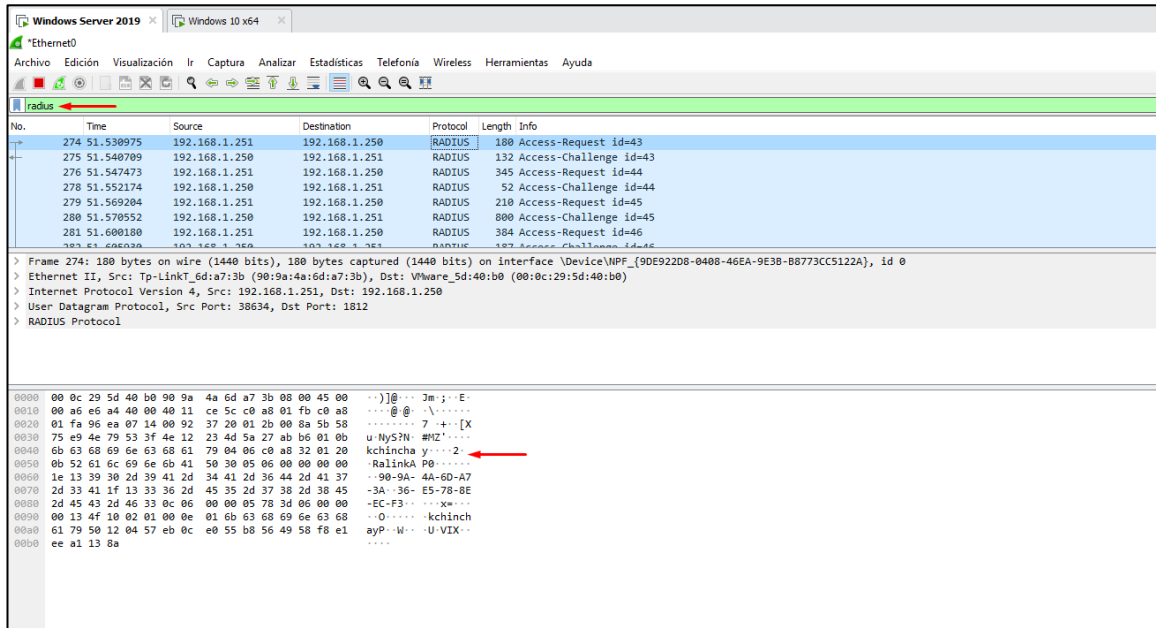 Windows Server 2019 × Windows 10 x64 ×
*Ethernet0
Archivo Edición Visualización Ir Captura Analizar Estadísticas Telefonía Wireless Herramientas Ayuda
radius
No. Time Source Destination Protocol Length Info
274 51.530975 192.168.1.251 192.168.1.250 RADIUS 180 Access-Request id=43
275 51.540709 192.168.1.250 192.168.1.251 RADIUS 132 Access-Challenge id=43
276 51.547473 192.168.1.251 192.168.1.250 RADIUS 345 Access-Request id=44
278 51.552174 192.168.1.250 192.168.1.251 RADIUS 52 Access-Challenge id=44
279 51.569204 192.168.1.251 192.168.1.250 RADIUS 210 Access-Request id=45
280 51.570552 192.168.1.250 192.168.1.251 RADIUS 800 Access-Challenge id=45
281 51.600180 192.168.1.251 192.168.1.250 RADIUS 384 Access-Request id=46
282 51.605930 192.168.1.250 192.168.1.251 RADIUS 187 Access-Challenge id=46
> Frame 274: 180 bytes on wire (1440 bits), 180 bytes captured (1440 bits) on interface \Device\NPF_{9DE922D8-0408-46EA-9E3B-B8773CC5122A}, id 0
> Ethernet II, Src: Tp-LinkT_6d:a7:3b (90:9a:4a:6d:a7:3b), Dst: VMware_5d:40:b0 (00:0c:29:5d:40:b0)
> Internet Protocol Version 4, Src: 192.168.1.251, Dst: 192.168.1.250
> User Datagram Protocol, Src Port: 38634, Dst Port: 1812
> RADIUS Protocol
0000 00 0c 29 5d 40 b0 90 9a 4a 6d a7 3b 08 00 45 00 ··)]@··· Jm·;··E·
0010 00 a6 e6 a4 40 00 40 11 ce 5c c0 a8 01 fb c0 a8 ····@·@· ·\······
0020 01 fa 96 ea 07 14 00 92 37 20 01 2b 00 8a 5b 58 ········ 7 ·+··[X
0030 75 e9 4e 79 53 3f 4e 12 23 4d 5a 27 ab b6 01 0b u·NyS?N· #MZ'····
0040 6b 63 68 69 6e 63 68 61 79 04 06 c0 a8 32 01 20 kchincha y····2·
0050 0b 52 61 6c 69 6e 6b 41 50 30 05 06 00 00 00 00 ·RalinkA P0······
0060 1e 13 39 30 2d 39 41 2d 34 41 2d 36 44 2d 41 37 ··90-9A- 4A-6D-A7
0070 2d 33 41 1f 13 33 36 2d 45 35 2d 37 38 2d 38 45 -3A··36- E5-78-8E
0080 2d 45 43 2d 46 33 0c 06 00 00 05 78 3d 06 00 00 -EC-F3·· ···x=···
0090 00 13 4f 10 02 01 00 0e 01 6b 63 68 69 6e 63 68 ··O····· ·kchinch
00a0 61 79 50 12 04 57 eb 0c e0 55 b8 56 49 58 f8 e1 ayP··W·· ·U·VIX··
00b0 ee a1 13 8a ····